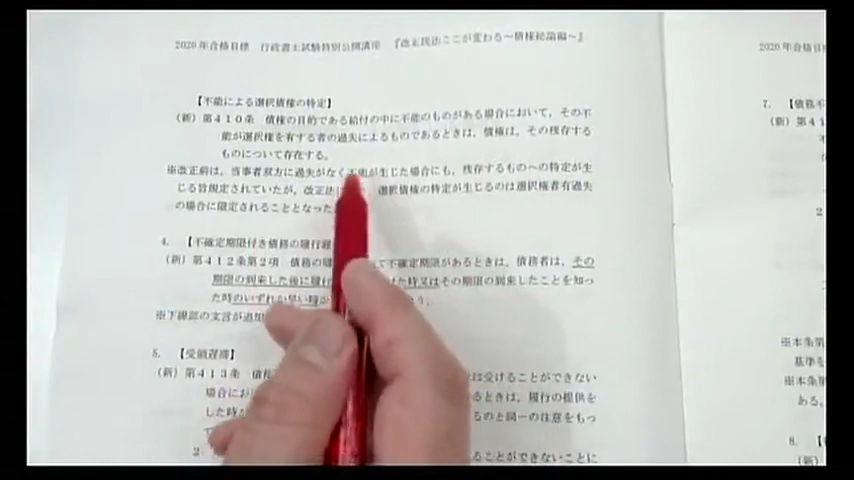 2020年合格目標 行政書士試験特別公開講座 『改正民法ここが変わる～債権総論編～』
【不能による選択債権の特定】
(新)第410条 債権の目的である給付の中に不能のものがある場合において、その不
能が選択権を有する者の過失によるものであるときは、債権は、その残存する
ものについて存在する。
※改正前は、当事者双方に過失がなく不能が生じた場合にも、残存するものへの特定が生
じる旨規定されていたが、改正法 選択債権の特定が生じるのは選択権者有過失
の場合に限定されることとなった
4. 【不確定期限付き債務の履行遅
(新)第412条第2項 債務の履 て不確定期限があるときは、債務者は、その
期限の到来した後に履行 けた時又はその期限の到来したことを知っ
た時のいずれか早い時か う。
※下線部の文言が追加
5. 【受領遅滞】
(新)第413条 債権 は受けることができない
場合にお るときは、履行の提供を
した時 るのと同一の注意をもっ
2 ることができないことに
2020年合格目
7. 【債務不
(新)第41
2
※本条第
基準を
※本条第
ある。
8. 【
(新)